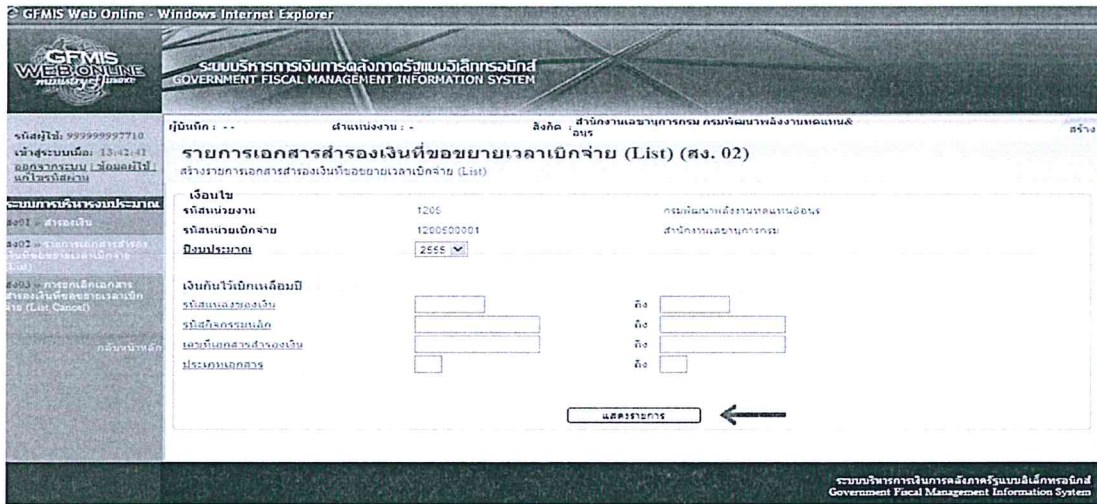 GFMIS Web Online - Windows Internet Explorer
GFMIS
WEB ONLINE
ministry of finance
ระบบบริหารการเงินการคลังภาครัฐแบบอิเล็กทรอนิกส์
GOVERNMENT FISCAL MANAGEMENT INFORMATION SYSTEM
รหัสผู้ใช้: 999999997710
เข้าสู่ระบบเมื่อ: 13:42:41
ออกจากระบบ | ข้อมูลผู้ใช้ |
แก้ไขรหัสผ่าน
ระบบการบริหารงบประมาณ
สง01 » สำรองเงิน
สง02 » รายการเอกสารสำรองเงินที่ขอขยายเวลาเบิกจ่าย (List)
สง03 » การยกเลิกเอกสารสำรองเงินที่ขอขยายเวลาเบิกจ่าย (List Cancel)
กลับหน้าหลัก
ผู้บันทึก : - - ตำแหน่งงาน : - สังกัด : สำนักงานเลขานุการกรม กรมพัฒนาพลังงานทดแทน&อนุร สร้าง
รายการเอกสารสำรองเงินที่ขอขยายเวลาเบิกจ่าย (List) (สง. 02)
สร้างรายการเอกสารสำรองเงินที่ขอขยายเวลาเบิกจ่าย (List)
เงื่อนไข
รหัสหน่วยงาน 1205 กรมพัฒนาพลังงานทดแทน&อนุร
รหัสหน่วยเบิกจ่าย 1200500001 สำนักงานเลขานุการกรม
ปีงบประมาณ 2555
เงินกันไว้เบิกเหลื่อมปี
รหัสแหล่งของเงิน ถึง
รหัสกิจกรรมหลัก ถึง
เลขที่เอกสารสำรองเงิน ถึง
ประเภทเอกสาร ถึง
แสดงรายการ
ระบบบริหารการเงินการคลังภาครัฐแบบอิเล็กทรอนิกส์
Government Fiscal Management Information System